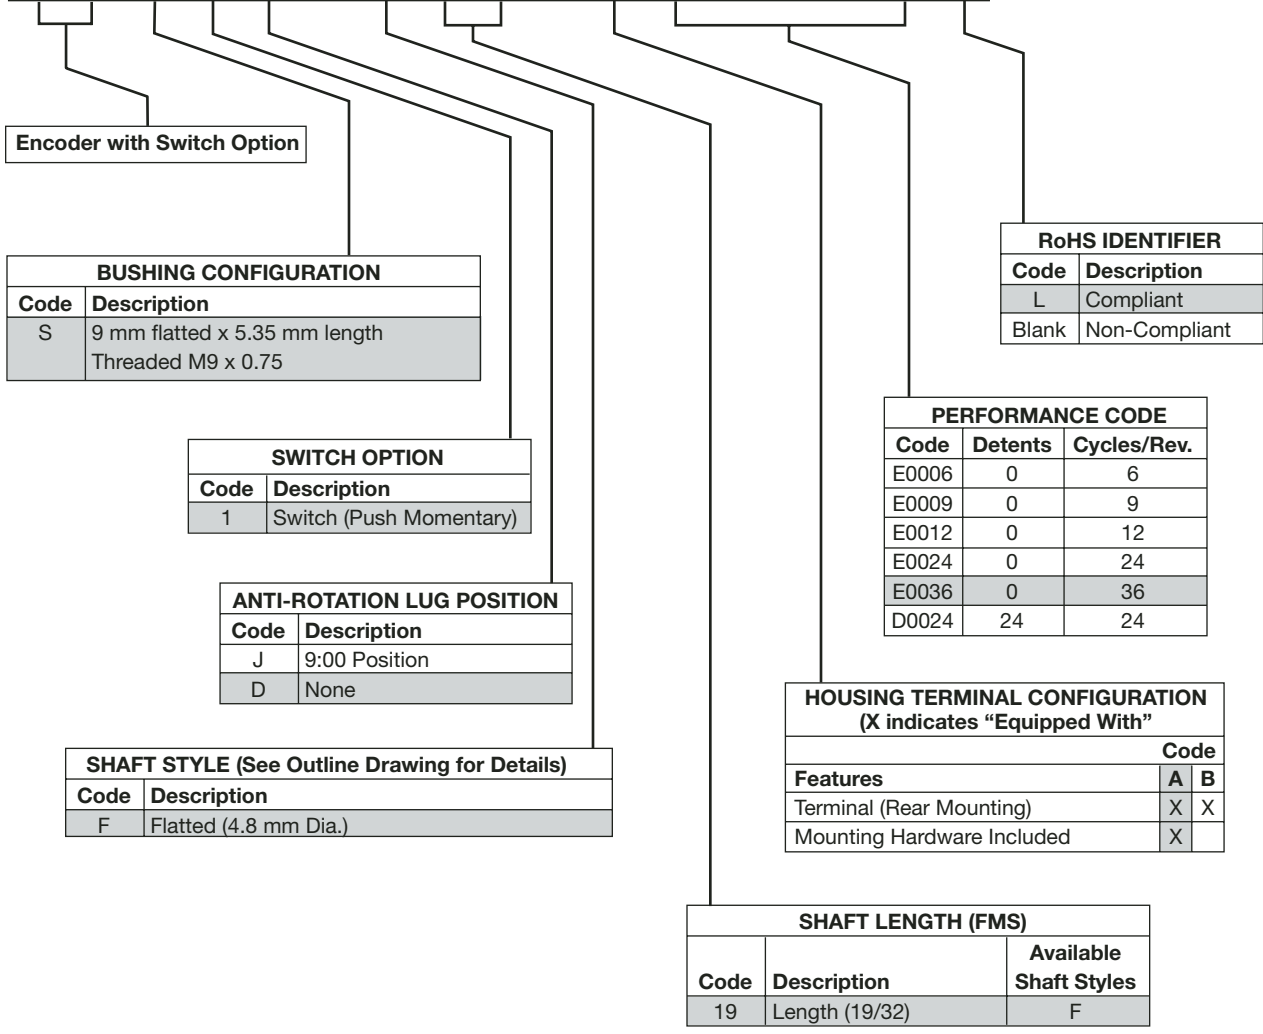 Encoder with Switch Option
BUSHING CONFIGURATION
Code Description
S 9 mm flatted x 5.35 mm length
Threaded M9 x 0.75
RoHS IDENTIFIER
Code Description
L Compliant
Blank Non-Compliant
SWITCH OPTION
Code Description
1 Switch (Push Momentary)
PERFORMANCE CODE
Code Detents Cycles/Rev.
E0006 0 6
E0009 0 9
E0012 0 12
E0024 0 24
E0036 0 36
D0024 24 24
ANTI-ROTATION LUG POSITION
Code Description
J 9:00 Position
D None
HOUSING TERMINAL CONFIGURATION
(X indicates “Equipped With”
Code
Features A B
Terminal (Rear Mounting) X X
Mounting Hardware Included X
SHAFT STYLE (See Outline Drawing for Details)
Code Description
F Flatted (4.8 mm Dia.)
SHAFT LENGTH (FMS)
Available
Code Description Shaft Styles
19 Length (19/32) F